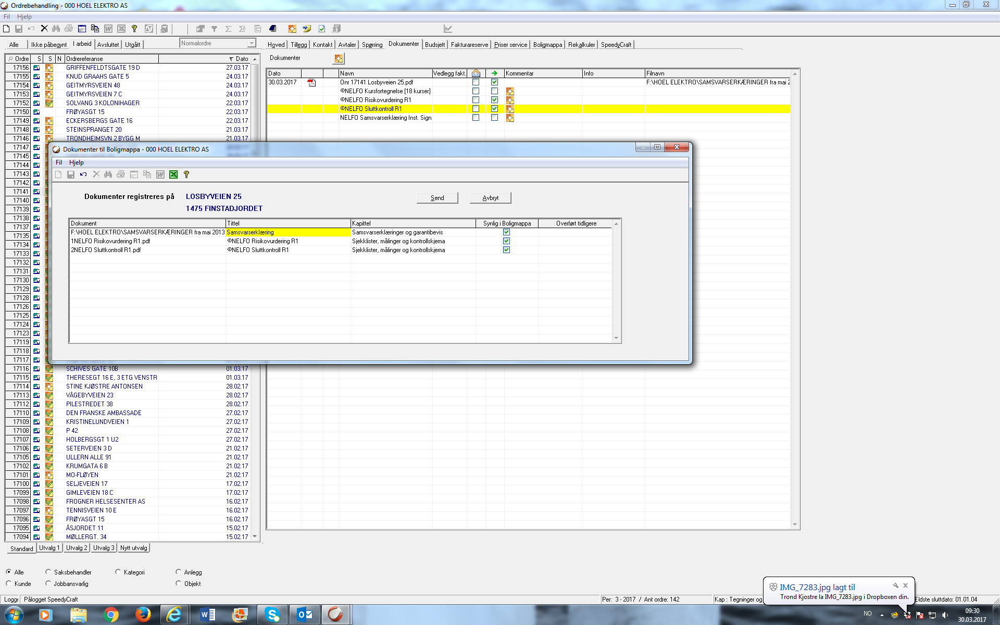 Ordrebehandling - 000 HOEL ELEKTRO AS
Fil Hjelp
Alle Ikke påbegynt I arbeid Avsluttet Utgått Normalordre
Hoved Tillegg Kontakt Avtaler Spørring Dokumenter Budsjett Fakturareserve Priser service Boligmappa Rekalkuler SpeedyCraft
Dokumenter
Ordre S S N Ordrereferanse Dato
17156 GRIFFENFELDTSGATE 19 D 27.03.17
17155 KNUD GRAAHS GATE 5 24.03.17
17154 GEITMYRSVEIEN 48 24.03.17
17153 GEITMYRSVEIEN 7 C 24.03.17
17152 SOLVANG 3 KOLONIHAGER 22.03.17
17150 FRØYASGT 15 22.03.17
17149 ECKERSBERGS GATE 16 22.03.17
17148 STEINSPRANGET 20 21.03.17
17146 TRONDHEIMSVN 2 BYGG M 21.03.17
17147
17145
17144
17143
17142
17141
17140
17139
17138
17137
17135
17134
17133
17132
17131
17130
17129
17128
17126
17125
17124
17123
17119
17118
17117
17116 SCHIVES GATE 10B 01.03.17
17115 THERESEGT 16 E, 3 ETG VENSTR 01.03.17
17114 STINE KJØSTRE ANTONSEN 28.02.17
17113 VÅGEBYVEIEN 23 28.02.17
17112 PILESTREDET 38 28.02.17
17110 DEN FRANSKE AMBASSADE 27.02.17
17109 KRISTINELUNDVEIEN 1 27.02.17
17108 P 42 27.02.17
17107 HOLBERGSGT 1 U2 27.02.17
17106 SETERVEIEN 3 D 21.02.17
17105 ULLERN ALLE 91 21.02.17
17102 KRUMGATA 6 B 21.02.17
17101 MO-FLØYEN 21.02.17
17100 SELJEVEIEN 17 17.02.17
17099 GIMLEVEIEN 18 C 17.02.17
17098 FROGNER HELSESENTER AS 16.02.17
17097 TENNISVEIEN 10 E 16.02.17
17096 FRØYASGT 15 16.02.17
17095 ÅSJORDET 11 15.02.17
17094 MØLLERGT. 34 15.02.17
Standard Utvalg 1 Utvalg 2 Utvalg 3 Nytt utvalg
Alle Saksbehandler Kategori Anlegg
Kunde Jobbansvarlig Objekt
Dato Navn Vedlegg fakt. Kommentar Info Filnavn
30.03.2017 Onr 17141 Losbyveien 25.pdf F:\HOEL ELEKTRO\SAMSVARSERKÆRINGER fra mai 2
©NELFO Kursfortegnelse [18 kurser]
©NELFO Risikovurdering R1
©NELFO Sluttkontroll R1
NELFO Samsvarserklæring Inst. Sign
Dokumenter til Boligmappa - 000 HOEL ELEKTRO AS
Fil Hjelp
Dokumenter registreres på LOSBYVEIEN 25
1475 FINSTADJORDET
Send Avbryt
Dokument Tittel Kapittel Synlig i Boligmappa Overført tidligere
F:\HOEL ELEKTRO\SAMSVARSERKÆRINGER fra mai 2013 Samsvarserklæring Samsvarserklæringer og garantibevis
1NELFO Risikovurdering R1.pdf ©NELFO Risikovurdering R1 Sjekklister, målinger og kontrollskjema
2NELFO Sluttkontroll R1.pdf ©NELFO Sluttkontroll R1 Sjekklister, målinger og kontrollskjema
IMG_7283.jpg lagt til
Trond Kjostre la IMG_7283.jpg i Dropboxen din.
Logge Pålogget SpeedyCraft Per: 3 - 2017 / Ant ordre: 142 Kap : Tegninger og Eldste sluttdato: 01.01.04
NO 09:30
30.03.2017